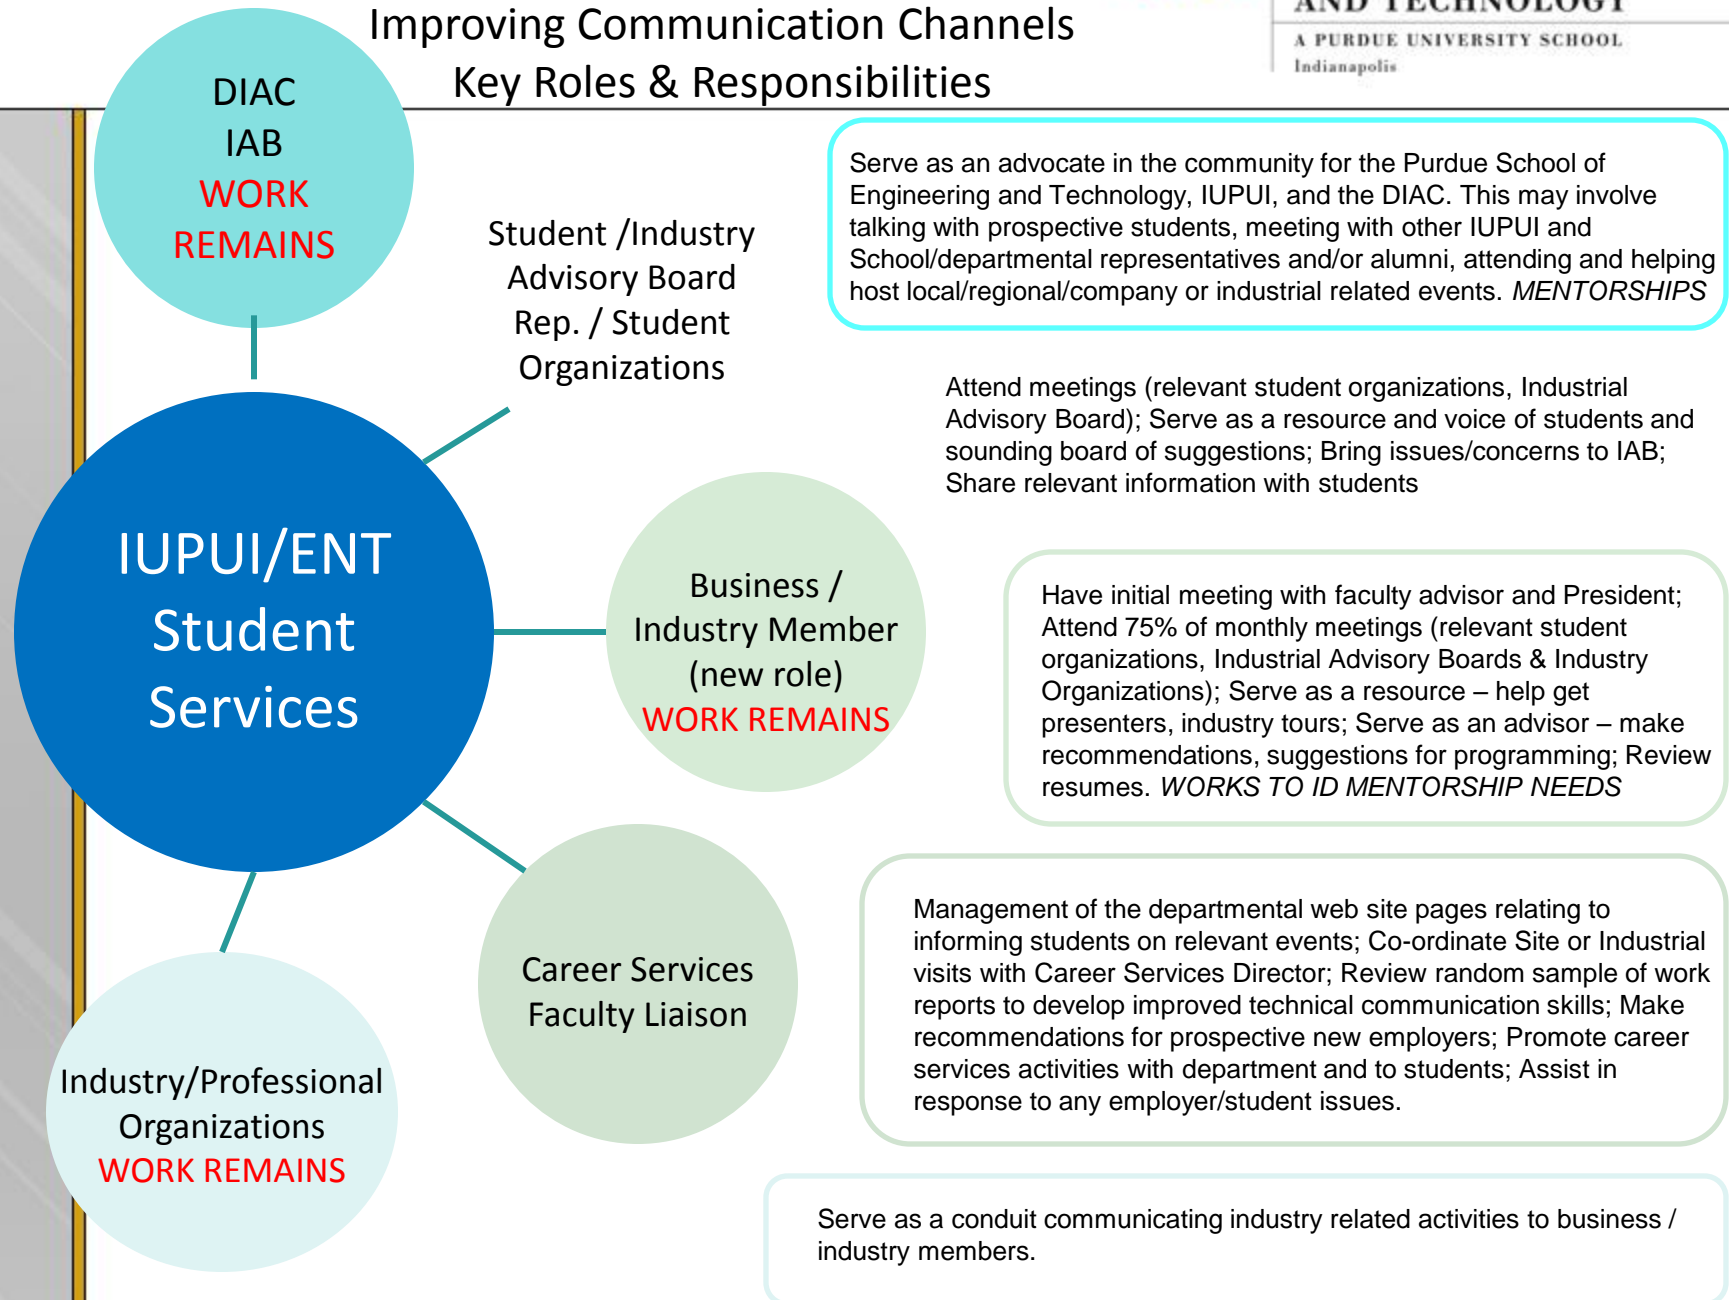 Improving Communication Channels
Key Roles & Responsibilities
AND TECHNOLOGY
A PURDUE UNIVERSITY SCHOOL
Indianapolis
DIAC
IAB
WORK
REMAINS
Student /Industry
Advisory Board
Rep. / Student
Organizations
IUPUI/ENT
Student
Services
Business /
Industry Member
(new role)
WORK REMAINS
Career Services
Faculty Liaison
Industry/Professional
Organizations
WORK REMAINS
Serve as an advocate in the community for the Purdue School of
Engineering and Technology, IUPUI, and the DIAC. This may involve
talking with prospective students, meeting with other IUPUI and
School/departmental representatives and/or alumni, attending and helping
host local/regional/company or industrial related events. MENTORSHIPS
Attend meetings (relevant student organizations, Industrial
Advisory Board); Serve as a resource and voice of students and
sounding board of suggestions; Bring issues/concerns to IAB;
Share relevant information with students
Have initial meeting with faculty advisor and President;
Attend 75% of monthly meetings (relevant student
organizations, Industrial Advisory Boards & Industry
Organizations); Serve as a resource – help get
presenters, industry tours; Serve as an advisor – make
recommendations, suggestions for programming; Review
resumes. WORKS TO ID MENTORSHIP NEEDS
Management of the departmental web site pages relating to
informing students on relevant events; Co-ordinate Site or Industrial
visits with Career Services Director; Review random sample of work
reports to develop improved technical communication skills; Make
recommendations for prospective new employers; Promote career
services activities with department and to students; Assist in
response to any employer/student issues.
Serve as a conduit communicating industry related activities to business /
industry members.